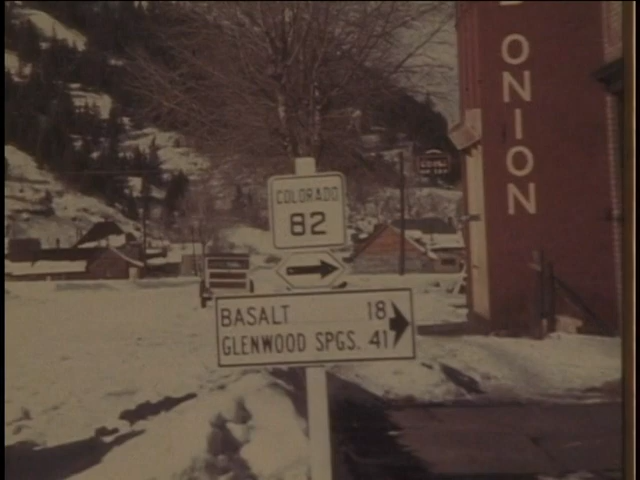 COLORADO
82
BASALT 18
GLENWOOD SPGS. 41
ONION